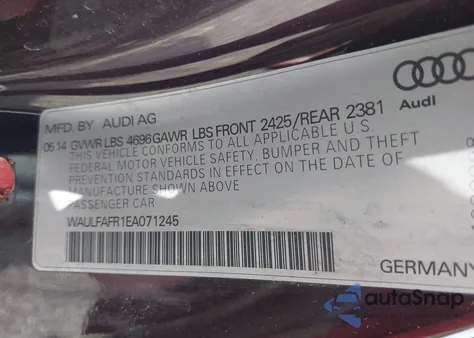 MFD. BY AUDI AG
Audi
0514 GVWR LBS 4696 GAWR LBS FRONT 2425/REAR 2381
THIS VEHICLE CONFORMS TO ALL APPLICABLE U.S.
FEDERAL MOTOR VEHICLE SAFETY, BUMPER AND THEFT
PREVENTION STANDARDS IN EFFECT ON THE DATE OF
MANUFACTURE SHOWN ABOVE
PASSENGER CAR
WAULFAFR1EA071245
GERMANY
autoSnap